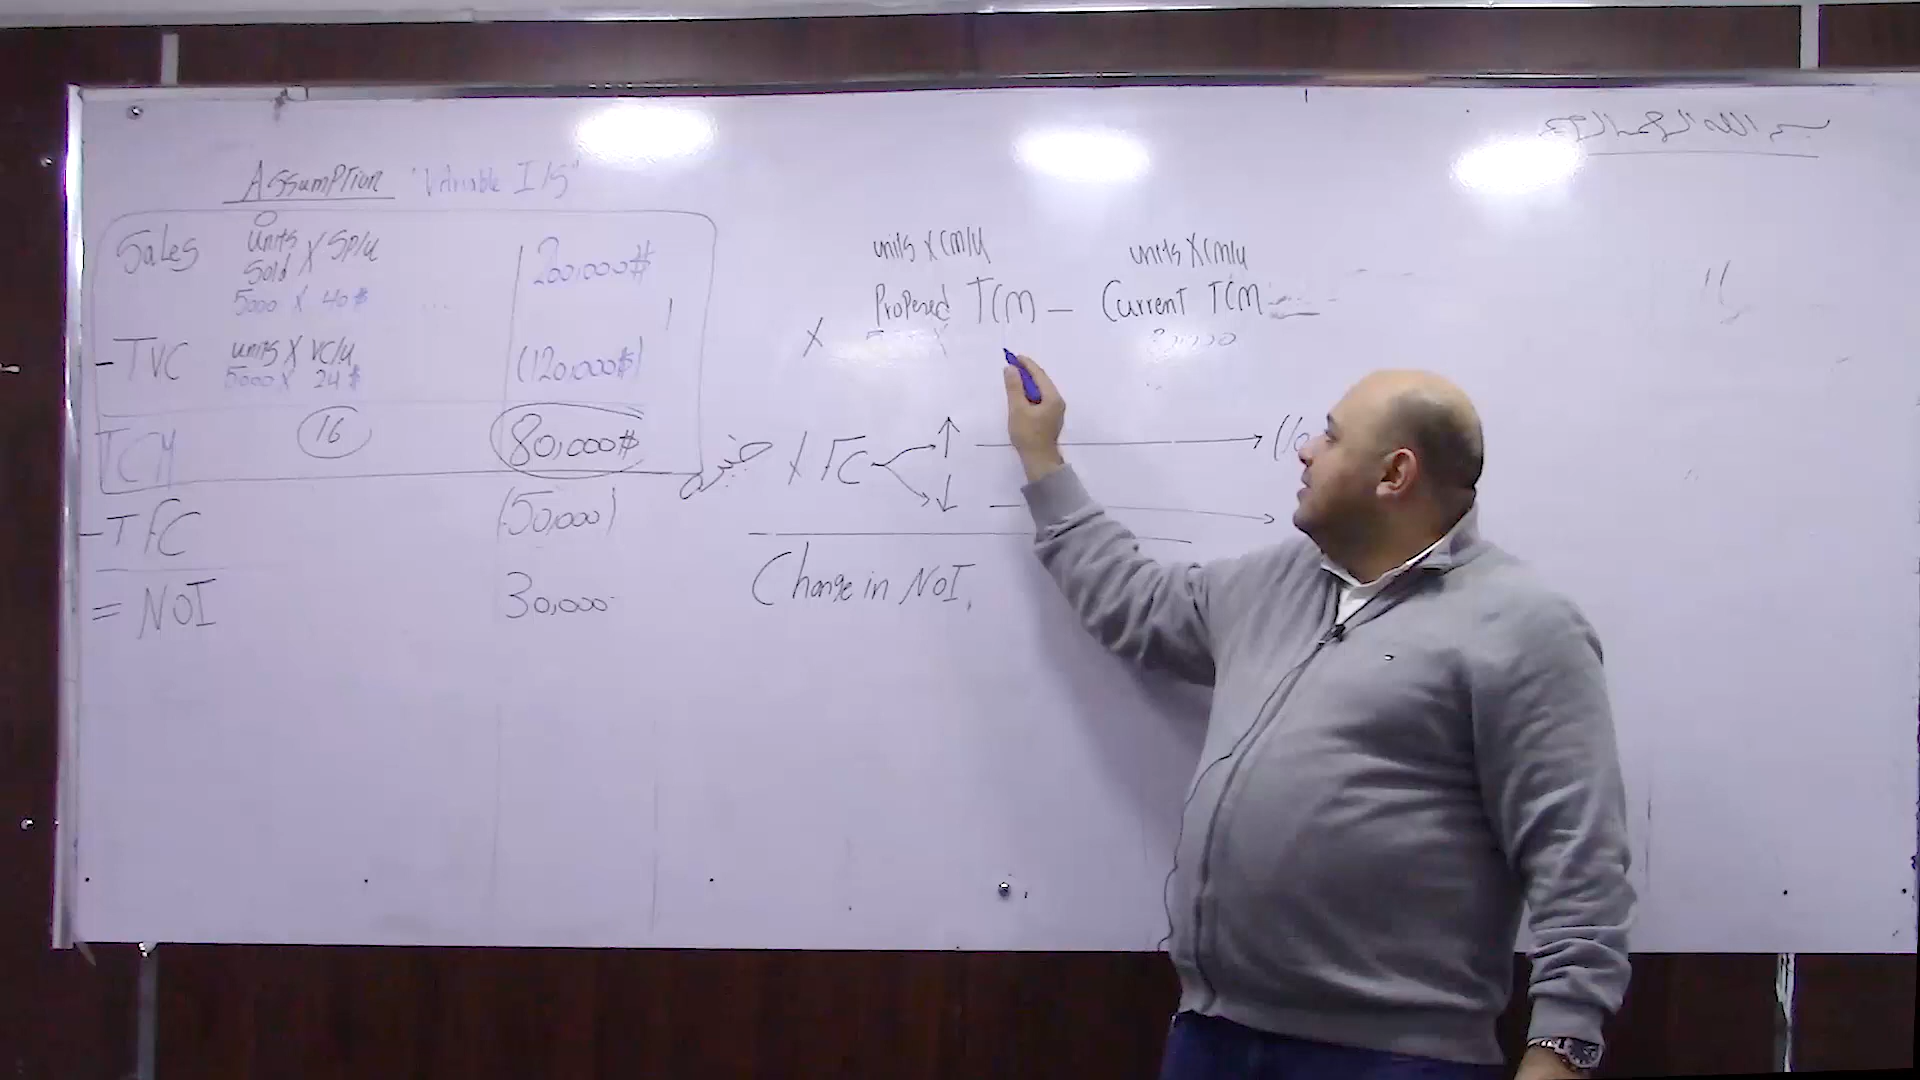 بسم الله الرحمن الرحيم
Assumption "Variable I/S"
Sales units sold X SP/u 200,000$
5000 X 40$
-TVC units X VC/u (120,000$)
5000 X 24$
TCM 16 80,000$
-TFC (50,000)
= NOI 30,000
units X CM/u units X CM/u
X Propesed TCM - Current TCM
X FC
Change in NOI.